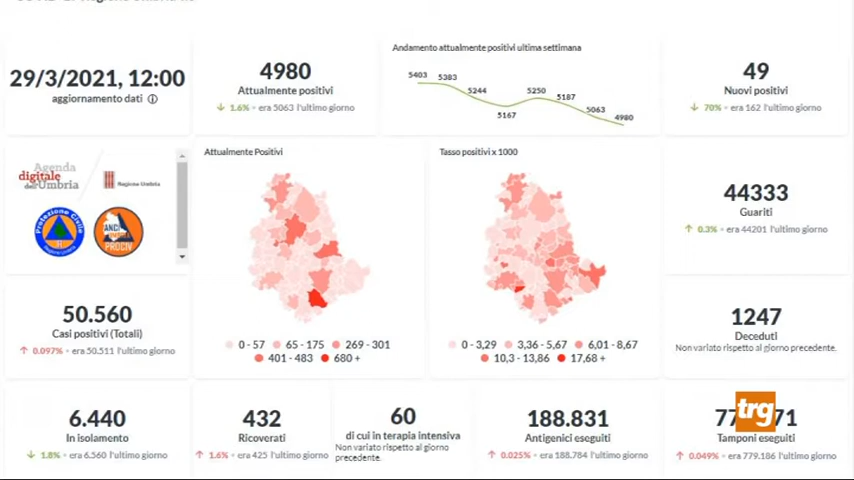 29/3/2021, 12:00
aggiornamento dati
4980
Attualmente positivi
1.6% • era 5063 l'ultimo giorno
Andamento attualmente positivi ultima settimana
5403
5383
5244
5167
5250
5187
5063
4980
49
Nuovi positivi
70% • era 162 l'ultimo giorno
Agenda
digitale
dell'Umbria
Regione Umbria
Protezione Civile
ANCI
PROCIV
Attualmente Positivi
0 - 57
65 - 175
269 - 301
401 - 483
680 +
Tasso positivi x 1000
0 - 3,29
3,36 - 5,67
6,01 - 8,67
10,3 - 13,86
17,68 +
44333
Guariti
0.3% • era 44201 l'ultimo giorno
50.560
Casi positivi (Totali)
0.097% • era 50.511 l'ultimo giorno
1247
Deceduti
Non variato rispetto al giorno precedente.
6.440
In isolamento
1.8% • era 6.560 l'ultimo giorno
432
Ricoverati
1.6% • era 425 l'ultimo giorno
60
di cui in terapia intensiva
Non variato rispetto al giorno
precedente.
188.831
Antigenici eseguiti
0.025% • era 188.784 l'ultimo giorno
trg
Tamponi eseguiti
0.049% • era 779.186 l'ultimo giorno